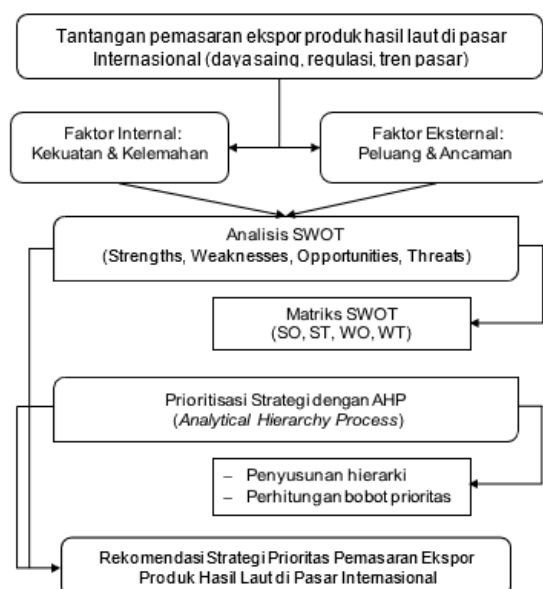 Tantangan pemasaran ekspor produk hasil laut di pasar
Internasional (daya saing, regulasi, tren pasar)
Faktor Internal:
Kekuatan & Kelemahan
Faktor Eksternal:
Peluang & Ancaman
Analisis SWOT
(Strengths, Weaknesses, Opportunities, Threats)
Matriks SWOT
(SO, ST, WO, WT)
Prioritisasi Strategi dengan AHP
(Analytical Hierarchy Process)
– Penyusunan hierarki
– Perhitungan bobot prioritas
Rekomendasi Strategi Prioritas Pemasaran Ekspor
Produk Hasil Laut di Pasar Internasional